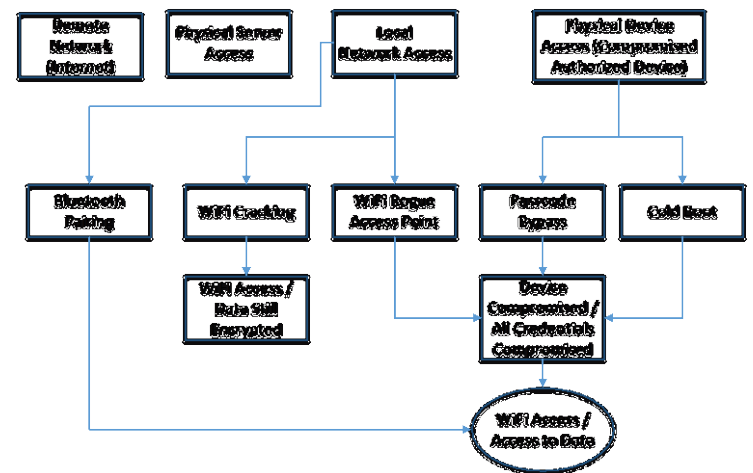 Remote
Network
(Internet)
Physical Server
Access
Local
Network Access
Physical Device
Access (Compromised
Authorized Device)
Bluetooth
Pairing
WiFi Cracking
WiFi Rogue
Access Point
Passcode
Bypass
Cold Boot
WiFi Access /
Data Still
Encrypted
Device
Compromised /
All Credentials
Compromised
WiFi Access /
Access to Data